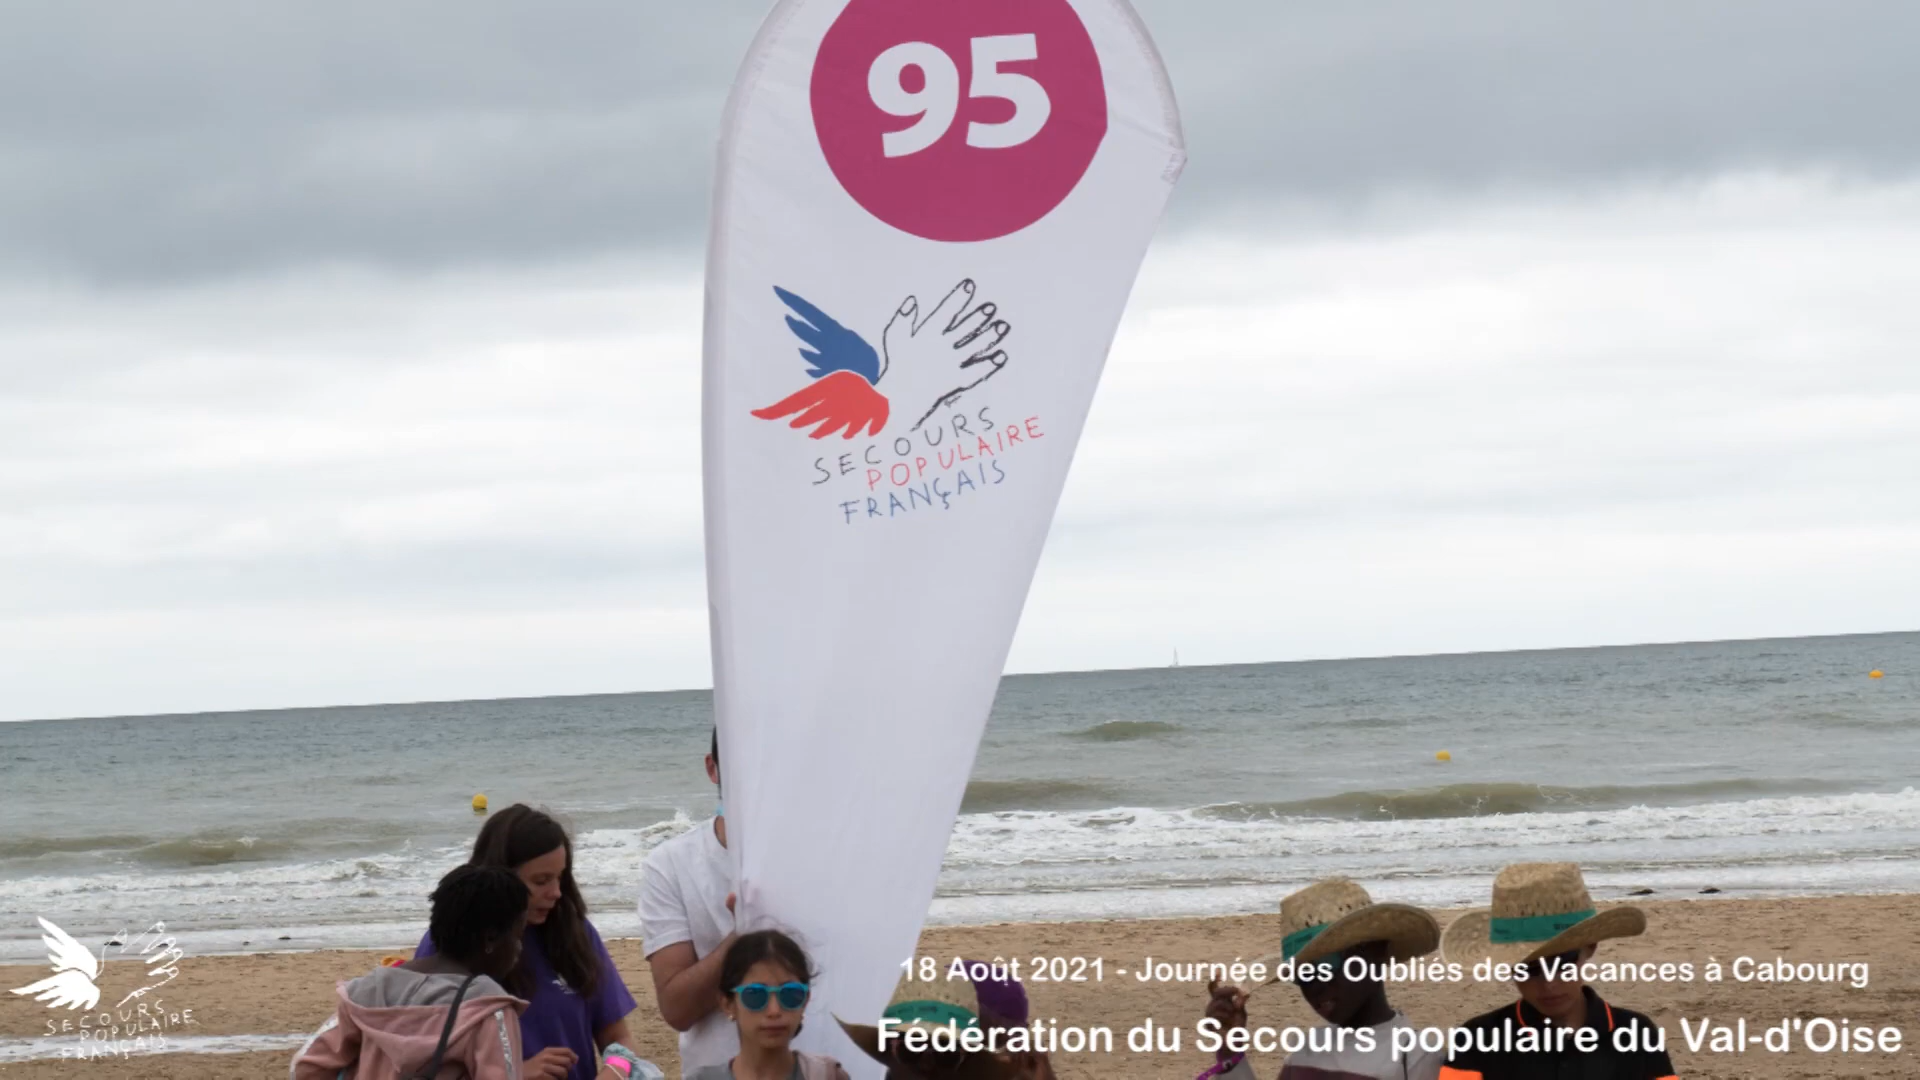 95
SECOURS
POPULAIRE
FRANÇAIS
18 Août 2021 - Journée des Oubliés des Vacances à Cabourg
Fédération du Secours populaire du Val-d'Oise
SECOURS
POPULAIRE
FRANÇAIS